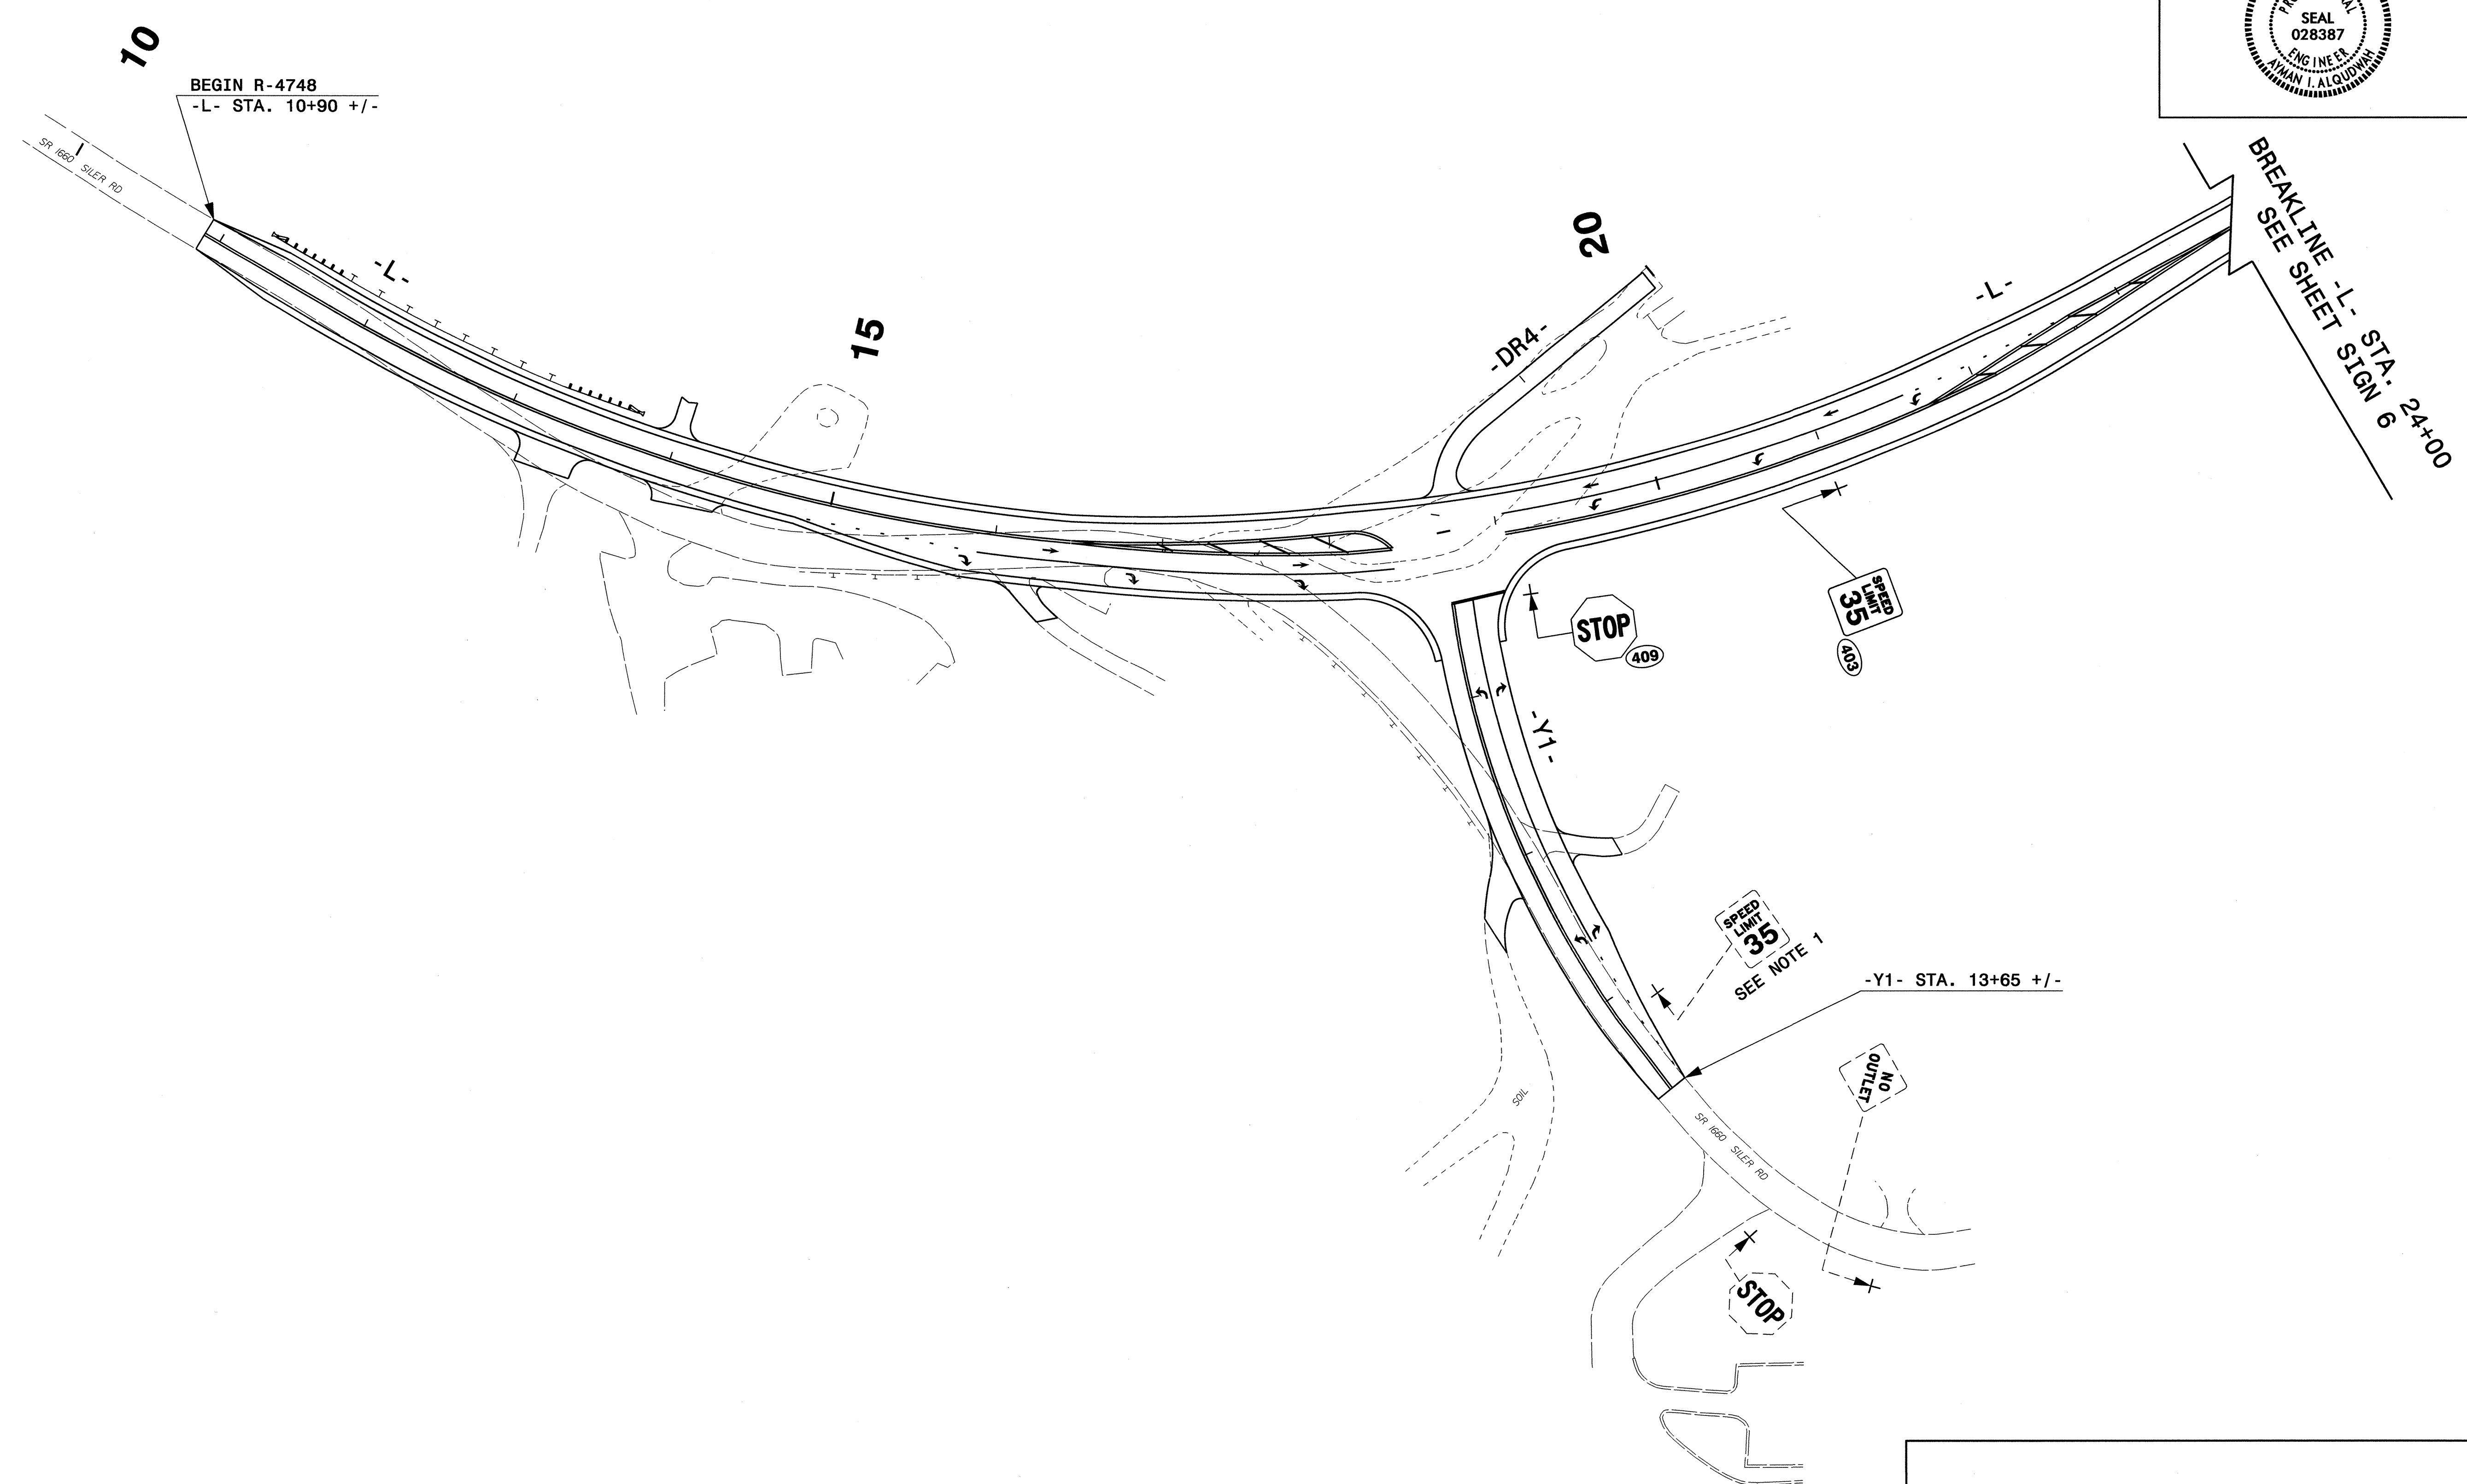 10
BEGIN R-4748
-L- STA. 10+90 +/-
SR 1660 SILER RD
-L-
15
20
-DR4-
-L-
SEAL
028387
ENGINEER
AYMAN I. ALQUDWAH
BREAKLINE -L- STA. 24+00
SEE SHEET SIGN 6
SPEED
LIMIT
35
403
STOP
409
-Y1-
SPEED
LIMIT
35
SEE NOTE 1
-Y1- STA. 13+65 +/-
NO
OUTLET
SOIL
SR 1660 SILER RD
STOP